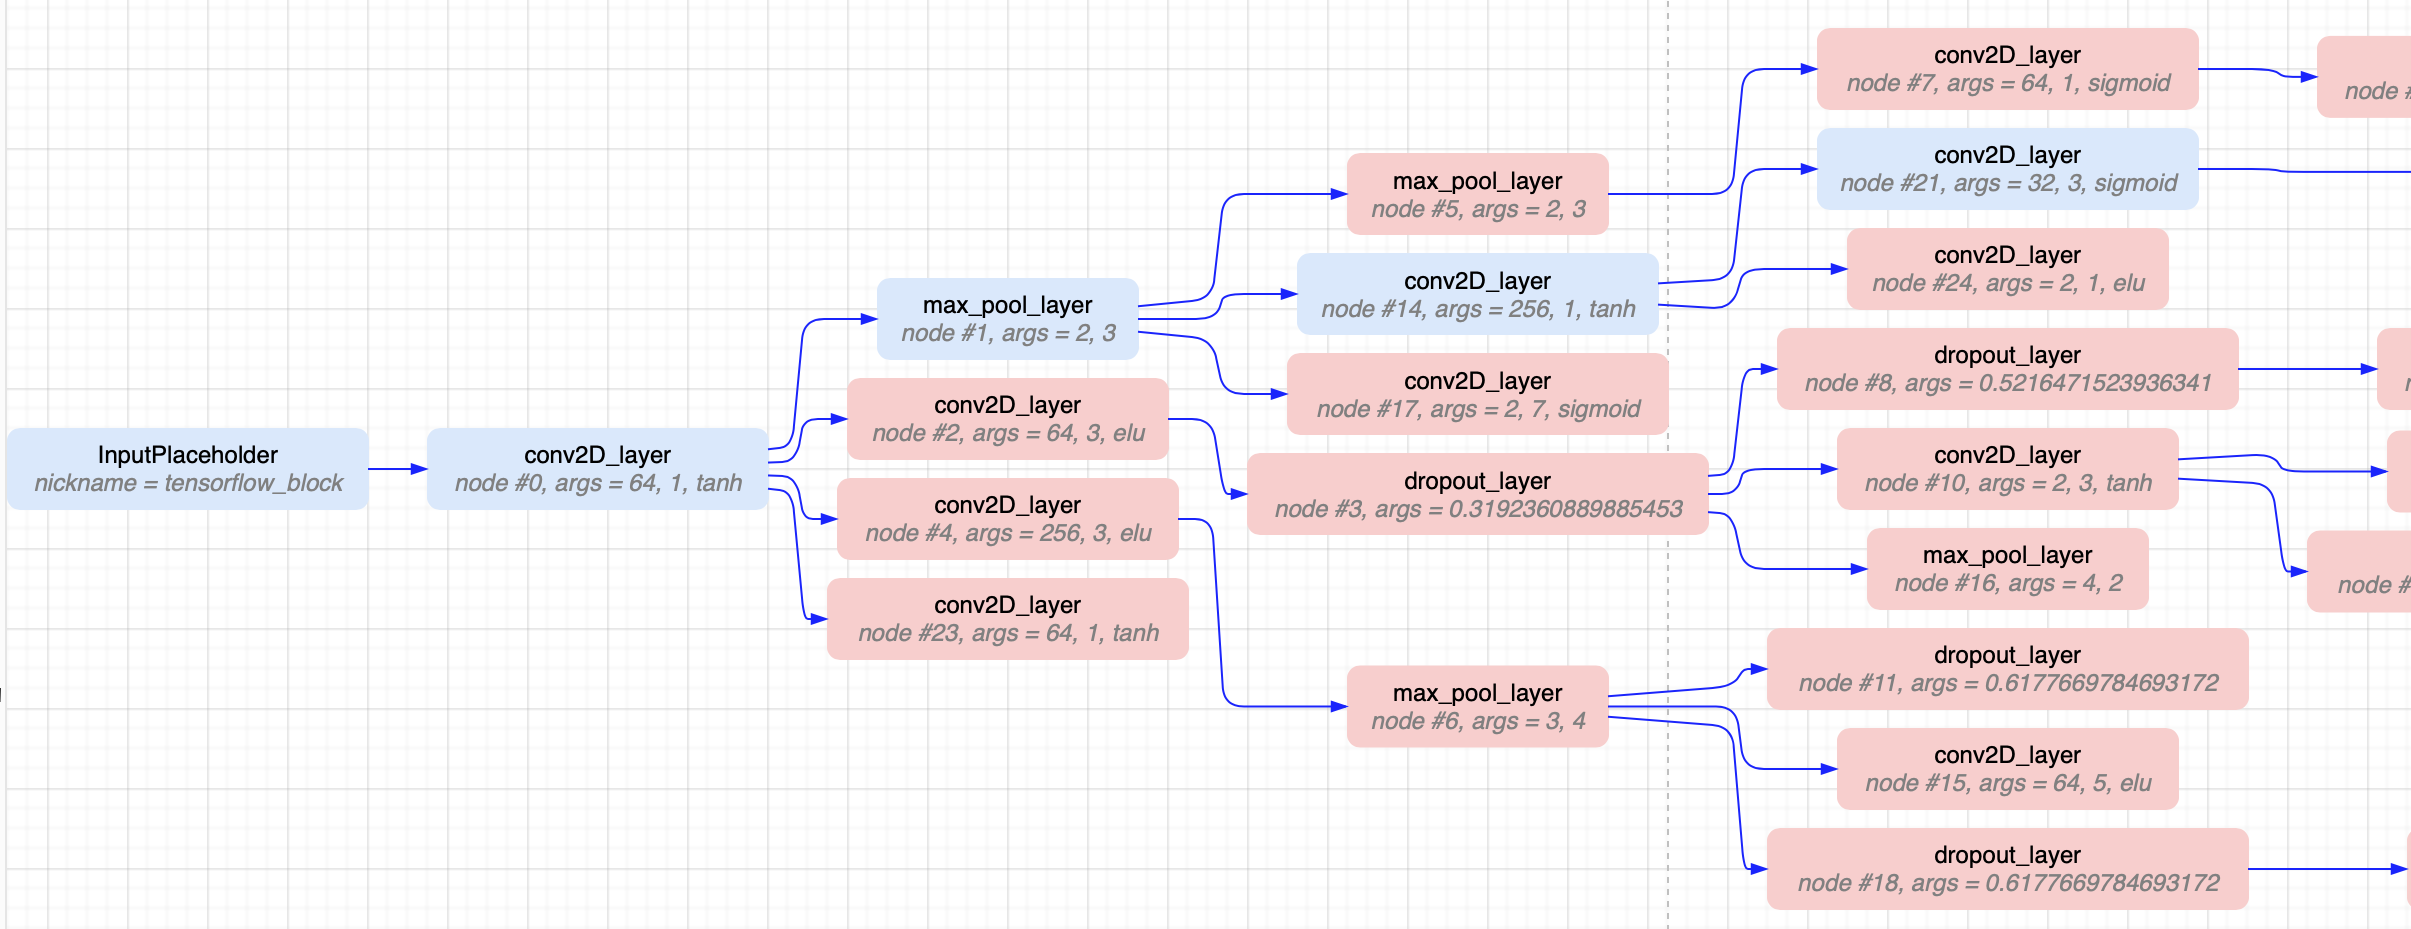 InputPlaceholder
nickname = tensorflow_block
conv2D_layer
node #0, args = 64, 1, tanh
max_pool_layer
node #1, args = 2, 3
conv2D_layer
node #2, args = 64, 3, elu
conv2D_layer
node #4, args = 256, 3, elu
conv2D_layer
node #23, args = 64, 1, tanh
max_pool_layer
node #5, args = 2, 3
conv2D_layer
node #14, args = 256, 1, tanh
conv2D_layer
node #17, args = 2, 7, sigmoid
dropout_layer
node #3, args = 0.3192360889885453
max_pool_layer
node #6, args = 3, 4
conv2D_layer
node #7, args = 64, 1, sigmoid
conv2D_layer
node #21, args = 32, 3, sigmoid
conv2D_layer
node #24, args = 2, 1, elu
dropout_layer
node #8, args = 0.5216471523936341
conv2D_layer
node #10, args = 2, 3, tanh
max_pool_layer
node #16, args = 4, 2
dropout_layer
node #11, args = 0.6177669784693172
conv2D_layer
node #15, args = 64, 5, elu
dropout_layer
node #18, args = 0.6177669784693172
node #
node #